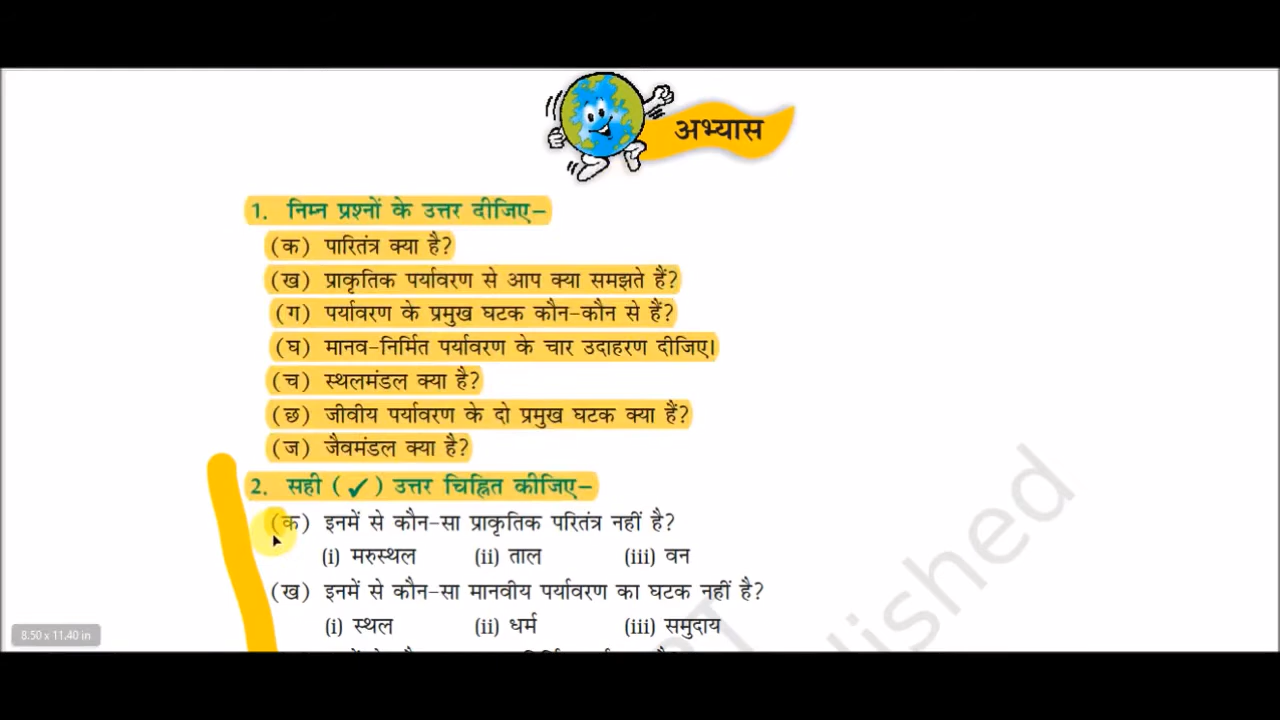 अभ्यास
1. निम्न प्रश्नों के उत्तर दीजिए–
(क) पारितंत्र क्या है?
(ख) प्राकृतिक पर्यावरण से आप क्या समझते हैं?
(ग) पर्यावरण के प्रमुख घटक कौन-कौन से हैं?
(घ) मानव-निर्मित पर्यावरण के चार उदाहरण दीजिए।
(च) स्थलमंडल क्या है?
(छ) जीवीय पर्यावरण के दो प्रमुख घटक क्या हैं?
(ज) जैवमंडल क्या है?
2. सही (✓) उत्तर चिह्नित कीजिए–
(क) इनमें से कौन-सा प्राकृतिक परितंत्र नहीं है?
(i) मरुस्थल (ii) ताल (iii) वन
(ख) इनमें से कौन-सा मानवीय पर्यावरण का घटक नहीं है?
(i) स्थल (ii) धर्म (iii) समुदाय
8.50 x 11.40 in